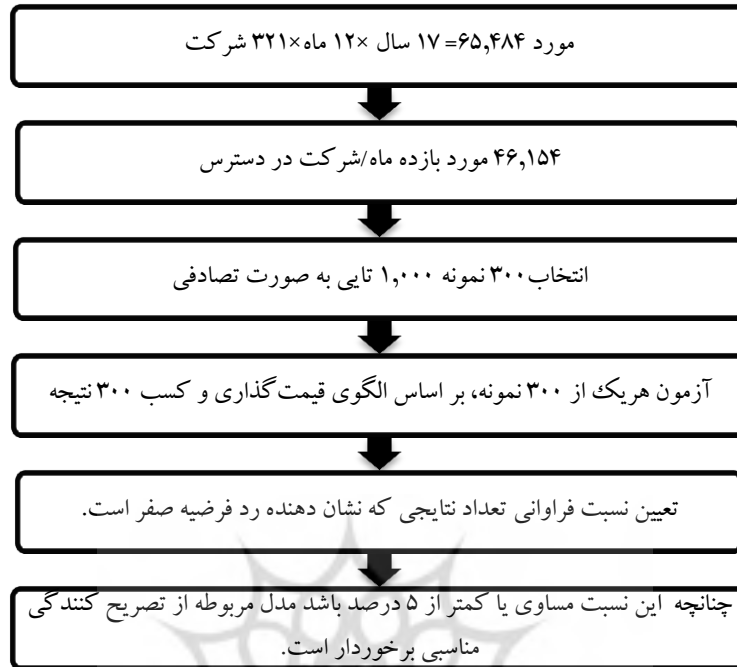 ۳۲۱ شرکت×۱۲ ماه× ۱۷ سال =۶۵,۴۸۴ مورد
۴۶,۱۵۴ مورد بازده ماه/شرکت در دسترس
انتخاب۳۰۰ نمونه ۱,۰۰۰ تایی به صورت تصادفی
آزمون هریک از ۳۰۰ نمونه، بر اساس الگوی قیمت‌گذاری و کسب ۳۰۰ نتیجه
تعیین نسبت فراوانی تعداد نتایجی که نشان دهنده رد فرضیه صفر است.
چنانچه این نسبت مساوی یا کمتر از ۵ درصد باشد مدل مربوطه از تصریح کنندگی
مناسبی برخوردار است.